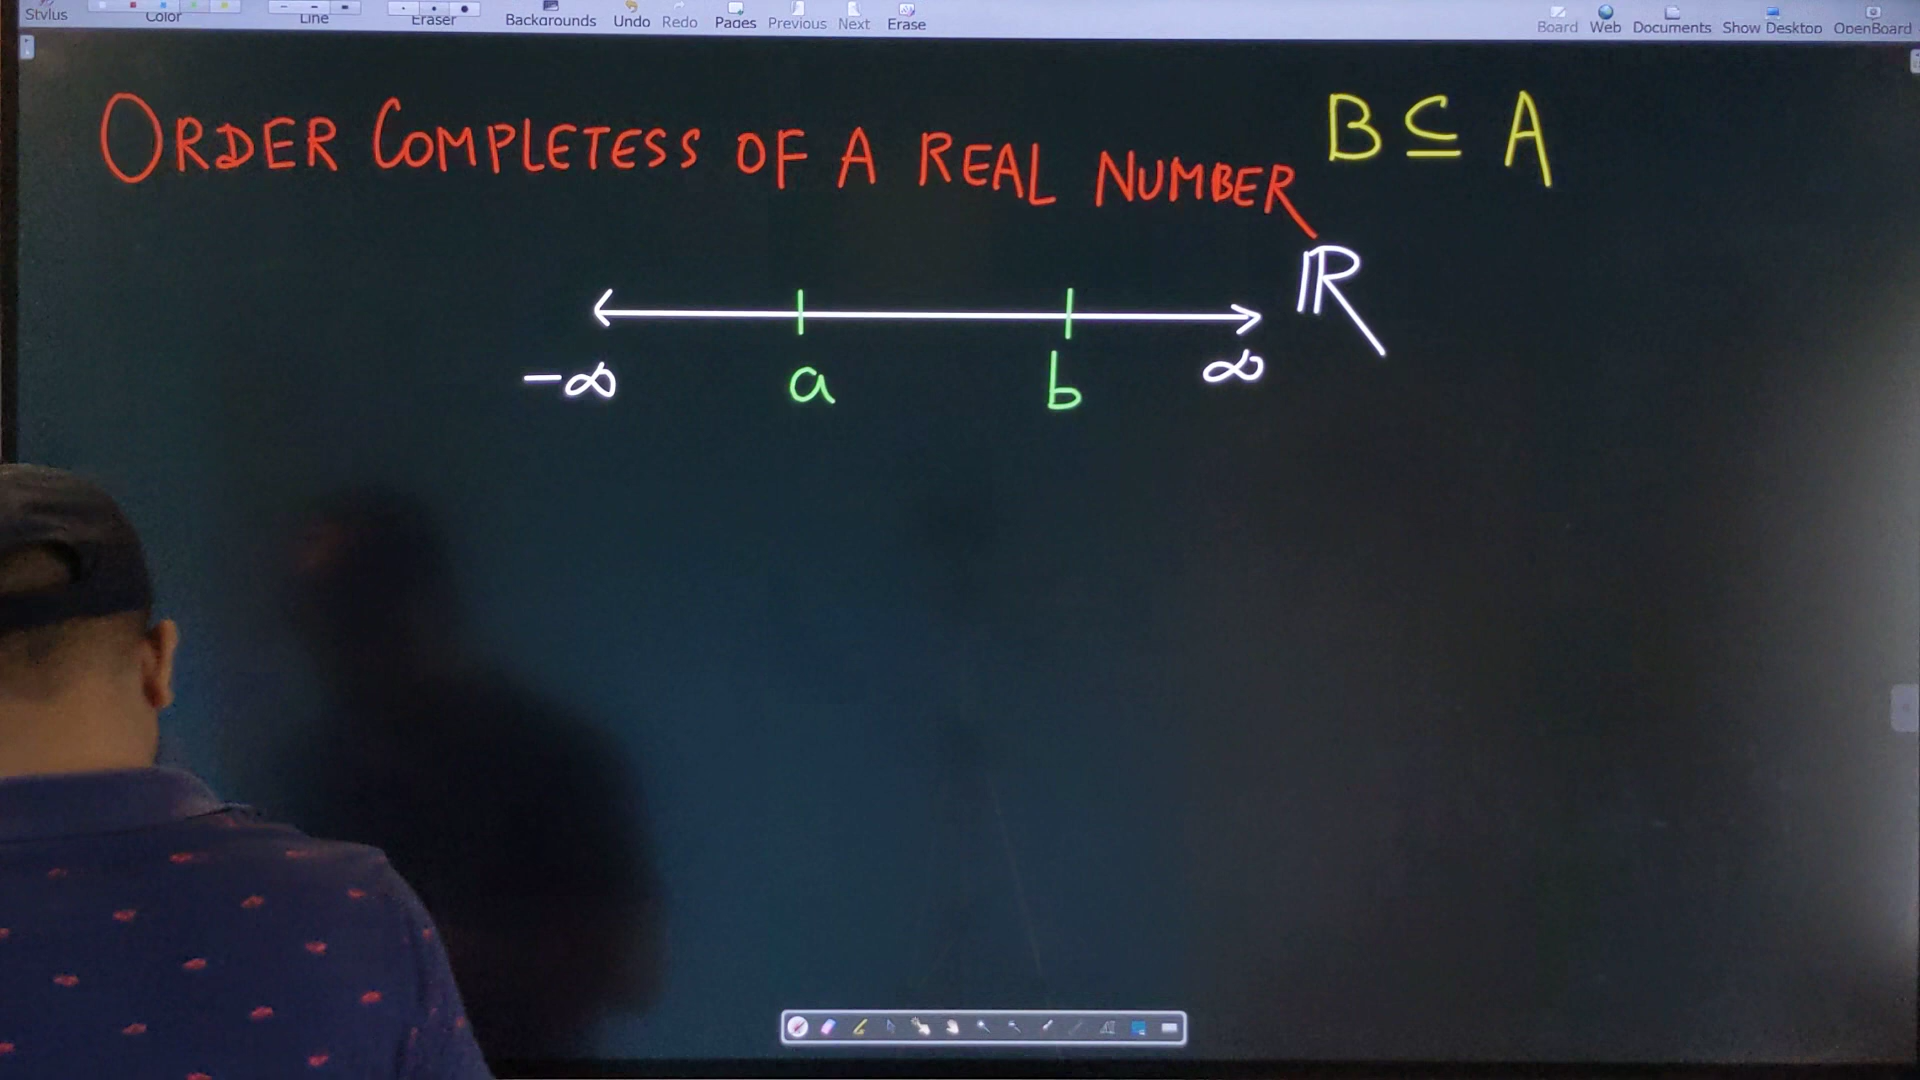 Stylus Color Line Eraser Backgrounds Undo Redo Pages Previous Next Erase Board Web Documents Show Desktop OpenBoard
ORDER COMPLETESS OF A REAL NUMBER
B ⊆ A
ℝ
-∞ a b ∞